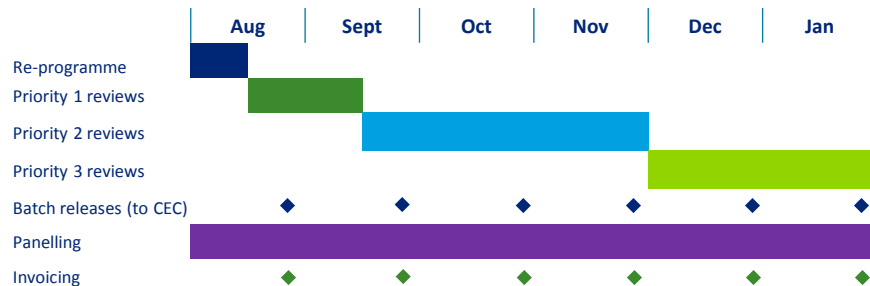 Aug Sept Oct Nov Dec Jan
Re-programme
Priority 1 reviews
Priority 2 reviews
Priority 3 reviews
Batch releases (to CEC)
Panelling
Invoicing